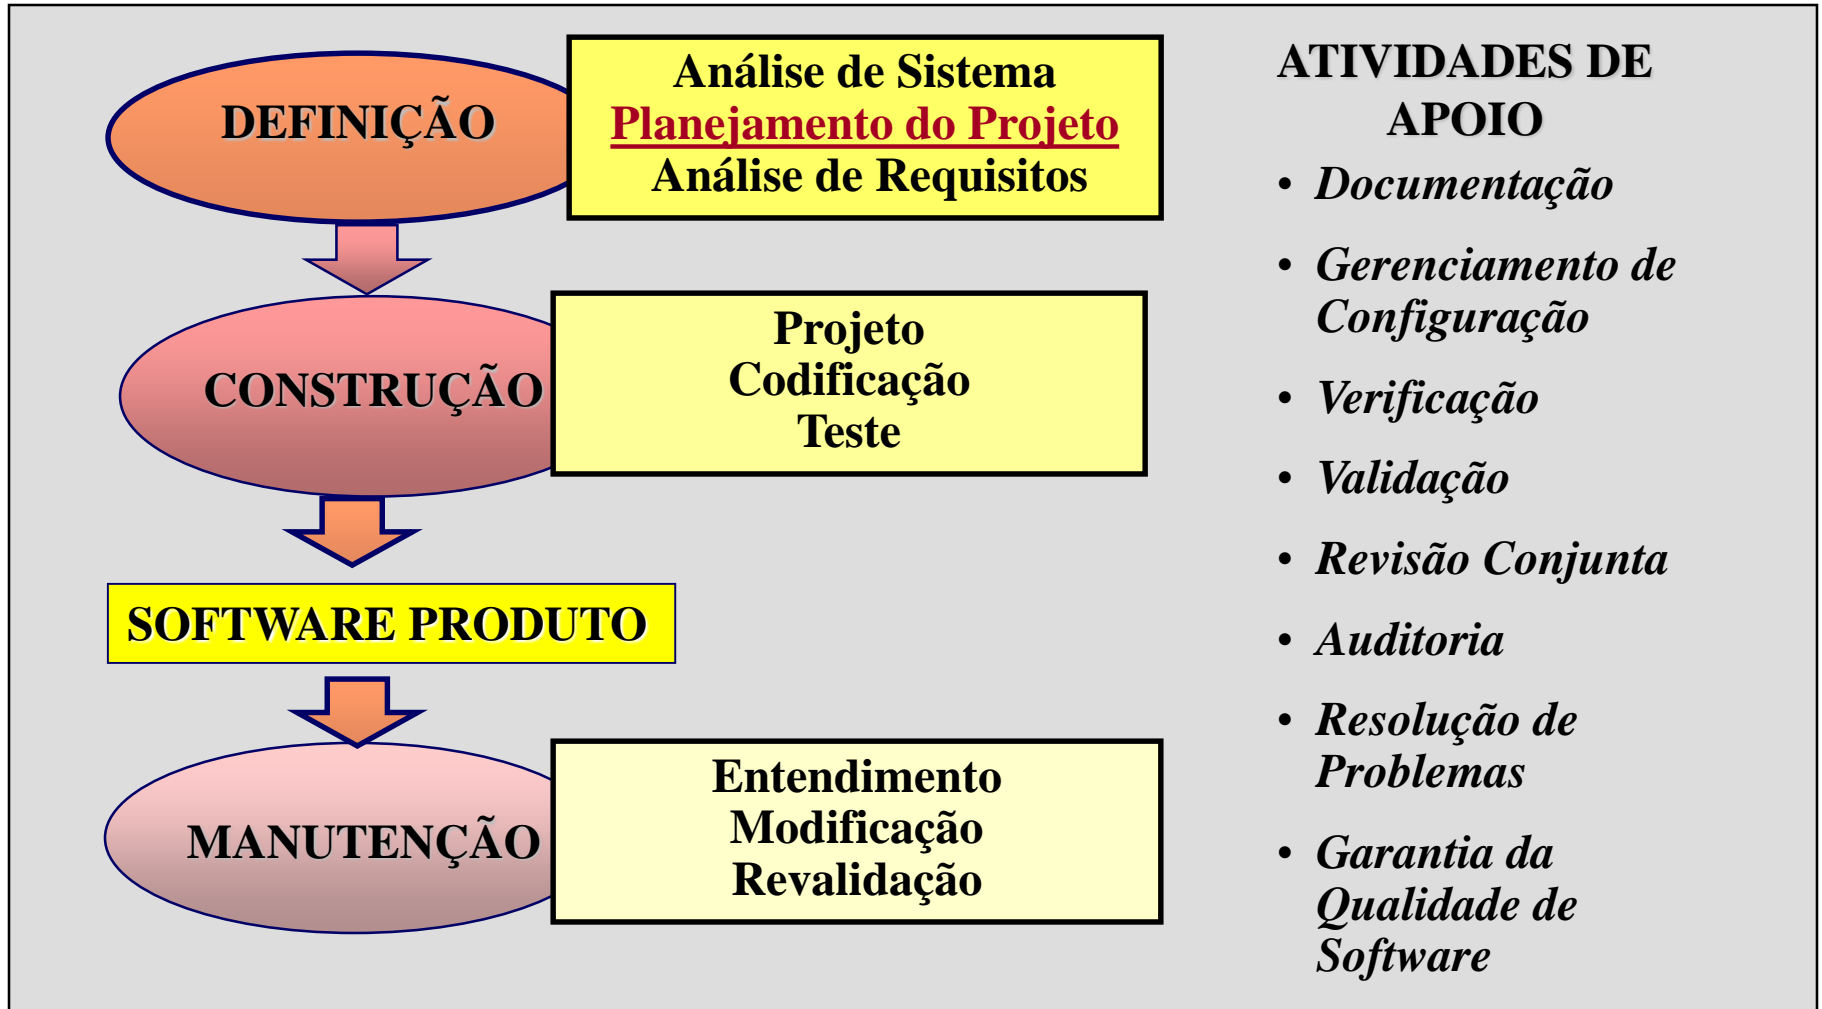 DEFINIÇÃO
Análise de Sistema
Planejamento do Projeto
Análise de Requisitos
CONSTRUÇÃO
Projeto
Codificação
Teste
SOFTWARE PRODUTO
MANUTENÇÃO
Entendimento
Modificação
Revalidação
ATIVIDADES DE
APOIO
• Documentação
• Gerenciamento de
Configuração
• Verificação
• Validação
• Revisão Conjunta
• Auditoria
• Resolução de
Problemas
• Garantia da
Qualidade de
Software